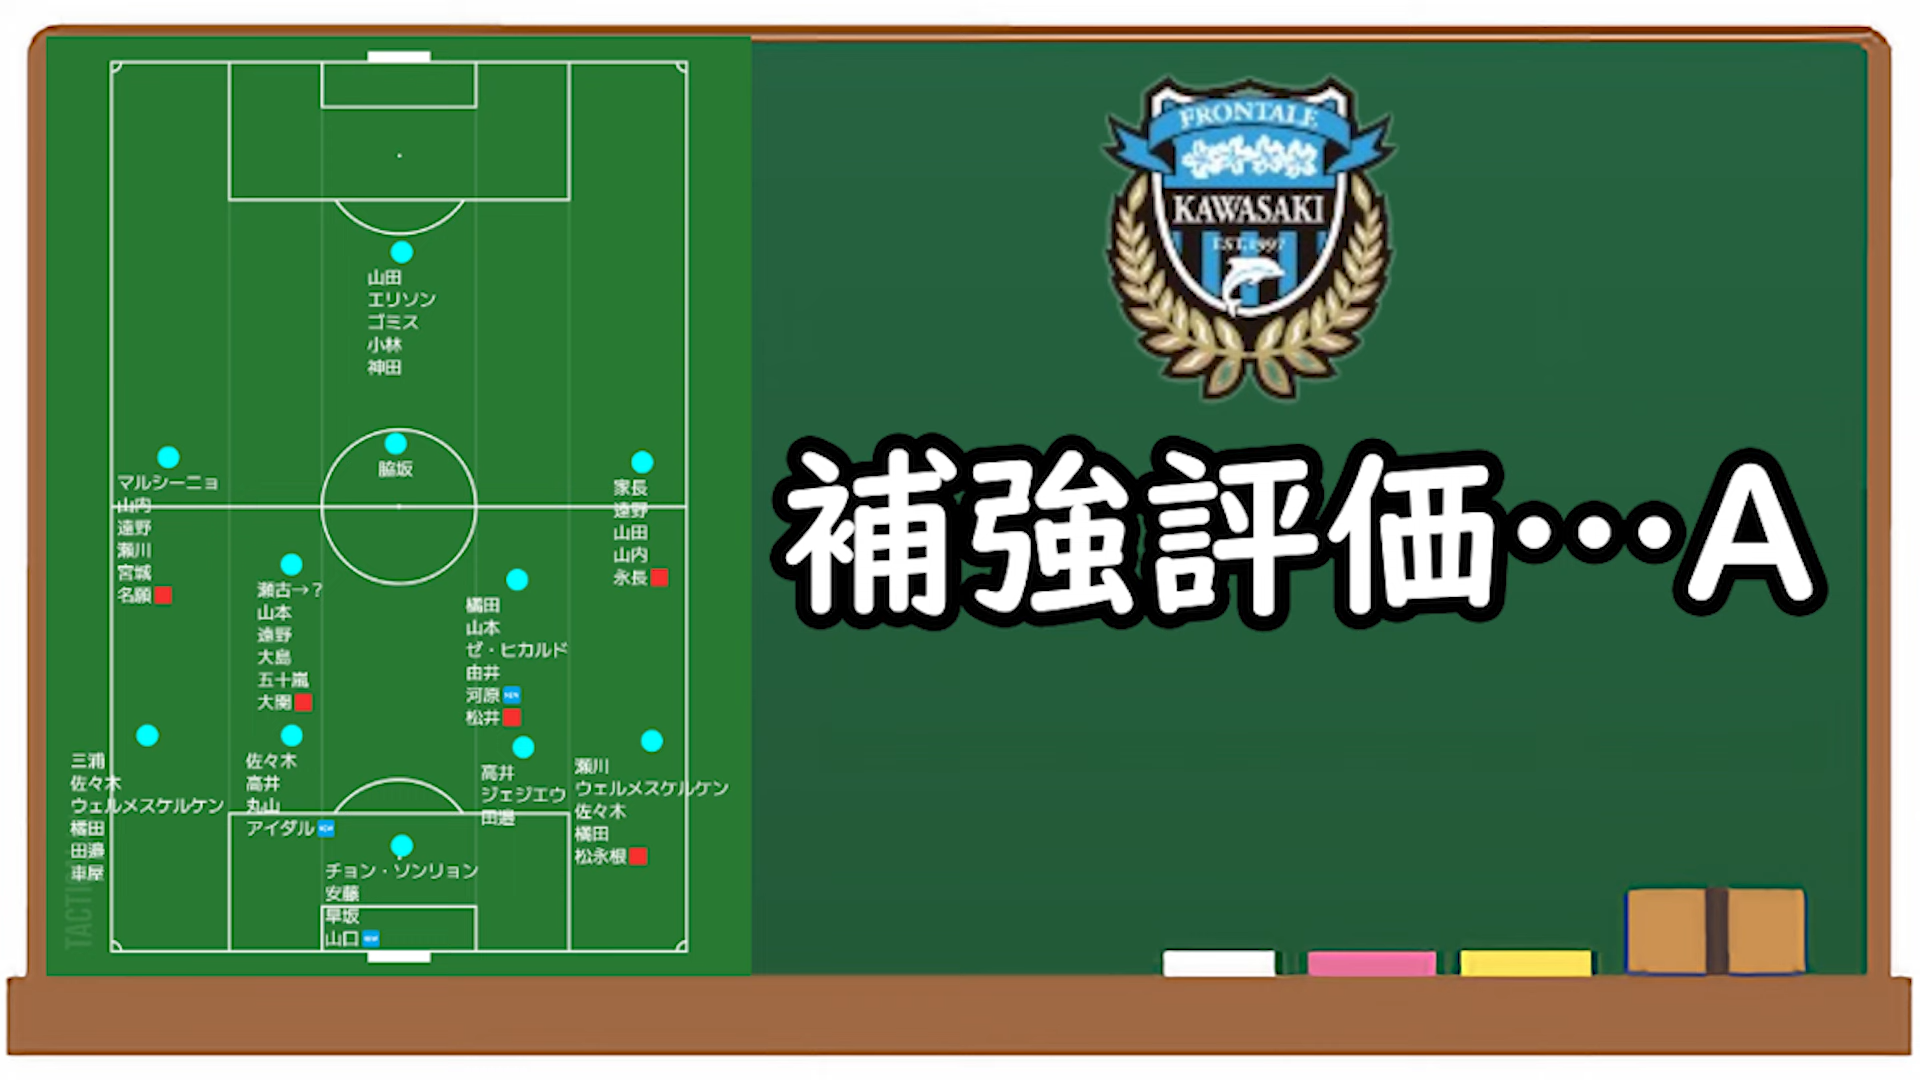 山田
エリソン
ゴミス
小林
神田
脇坂
マルシーニョ
山内
遠野
瀬川
宮城
名願
家長
遠野
山田
山内
永長
瀬古→？
山本
遠野
大島
五十嵐
大関
橘田
山本
ゼ・ヒカルド
由井
河原 NEW
松井
三浦
佐々木
ウェルメスケルケン
橘田
田邉
車屋
佐々木
高井
丸山
アイダル NEW
高井
ジェジエウ
田邉
瀬川
ウェルメスケルケン
佐々木
橘田
松永根
チョン・ソンリョン
安藤
早坂
山口 NEW
FRONTALE
KAWASAKI
EST.1997
補強評価…A